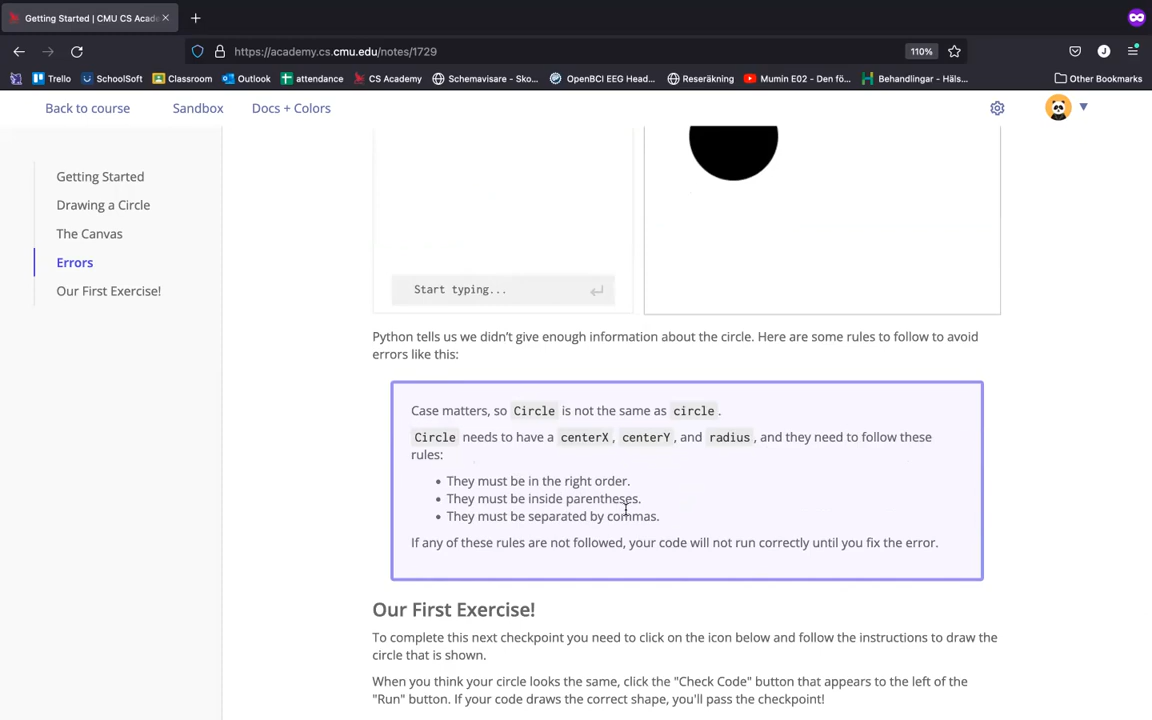 Getting Started | CMU CS Acad
https://academy.cs.cmu.edu/notes/1729
110%
J
Trello
SchoolSoft
Classroom
Outlook
attendance
CS Academy
Schemavisare - Sko...
OpenBCI EEG Head...
Reseräkning
Mumin E02 - Den fö...
Behandlingar - Häls...
Other Bookmarks
Back to course
Sandbox
Docs + Colors
Getting Started
Drawing a Circle
The Canvas
Errors
Our First Exercise!
Start typing...
Python tells us we didn't give enough information about the circle. Here are some rules to follow to avoid
errors like this:
Case matters, so Circle is not the same as circle.
Circle needs to have a centerX, centerY, and radius, and they need to follow these
rules:
• They must be in the right order.
• They must be inside parentheses.
• They must be separated by commas.
If any of these rules are not followed, your code will not run correctly until you fix the error.
Our First Exercise!
To complete this next checkpoint you need to click on the icon below and follow the instructions to draw the
circle that is shown.
When you think your circle looks the same, click the "Check Code" button that appears to the left of the
"Run" button. If your code draws the correct shape, you'll pass the checkpoint!